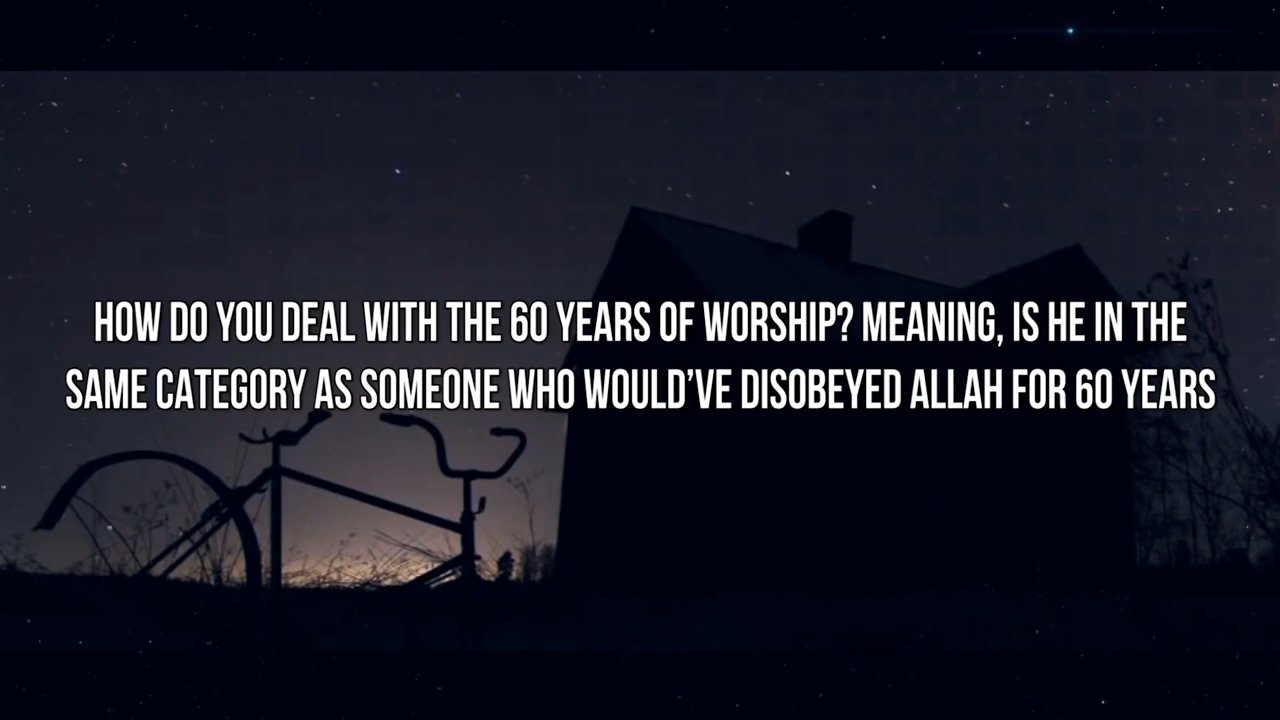 HOW DO YOU DEAL WITH THE 60 YEARS OF WORSHIP? MEANING, IS HE IN THE
SAME CATEGORY AS SOMEONE WHO WOULD’VE DISOBEYED ALLAH FOR 60 YEARS